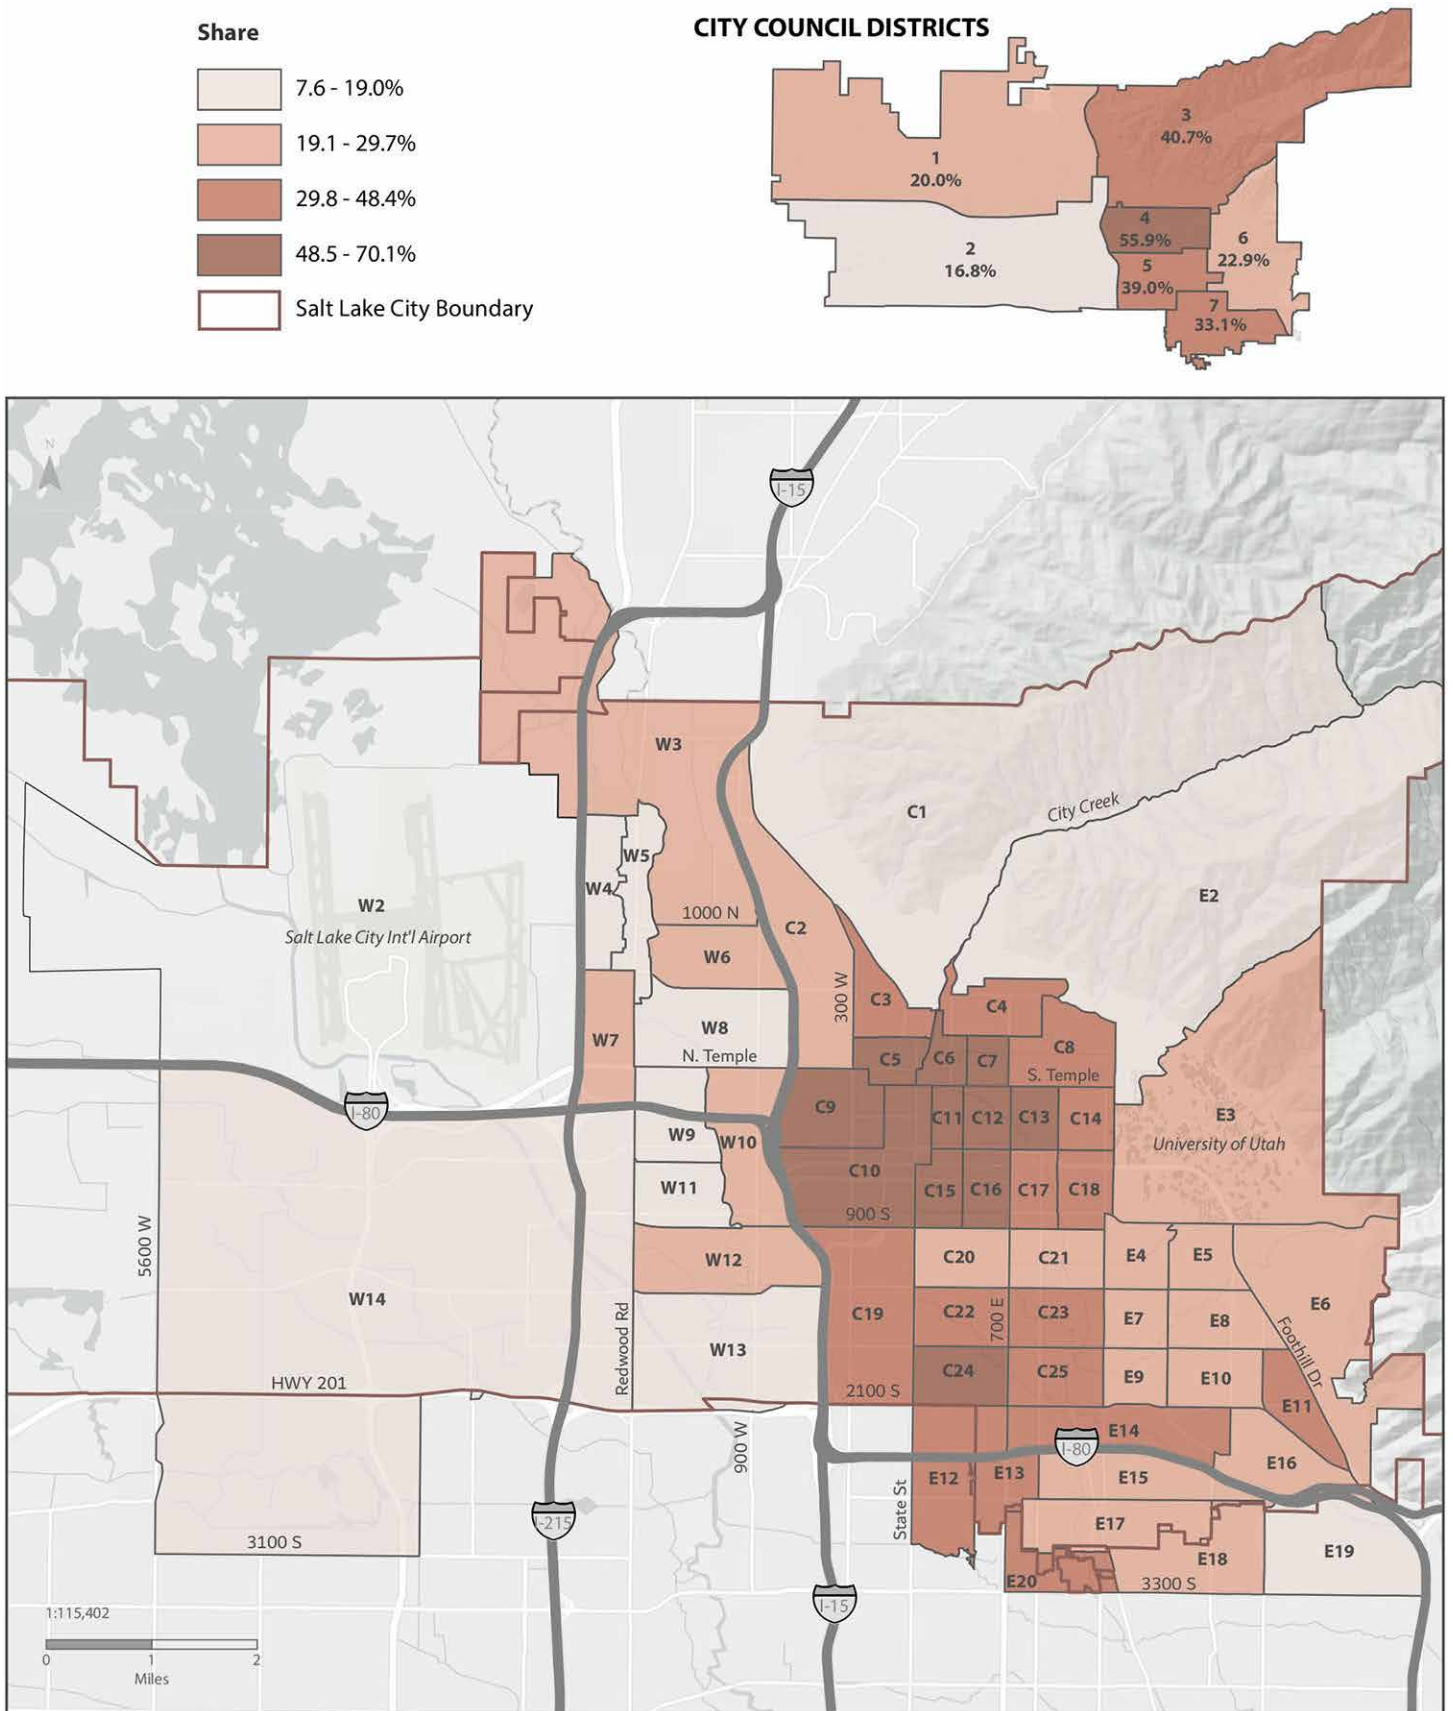 Share
7.6 - 19.0%
19.1 - 29.7%
29.8 - 48.4%
48.5 - 70.1%
Salt Lake City Boundary
CITY COUNCIL DISTRICTS
3
40.7%
1
20.0%
4
55.9%
2
16.8%
6
22.9%
5
39.0%
7
33.1%
N
I-15
W3
C1
City Creek
W5
W4
E2
W2
Salt Lake City Int'l Airport
1000 N
C2
W6
300 W
C3
C4
W8
W7
N. Temple
C5
C6
C7
C8
S. Temple
I-80
C9
C11
C12
C13
C14
E3
University of Utah
W9
W10
C10
W11
C15
C16
C17
C18
900 S
5600 W
W12
C20
C21
E4
E5
W14
C19
C22
700 E
C23
E7
E8
E6
Foothill Dr
Redwood Rd
W13
C24
C25
E9
E10
E11
HWY 201
2100 S
900 W
I-80
E14
State St
E12
E13
E15
E16
I-215
E17
3100 S
E18
E19
E20
3300 S
I-15
1:115,402
0 1 2
Miles